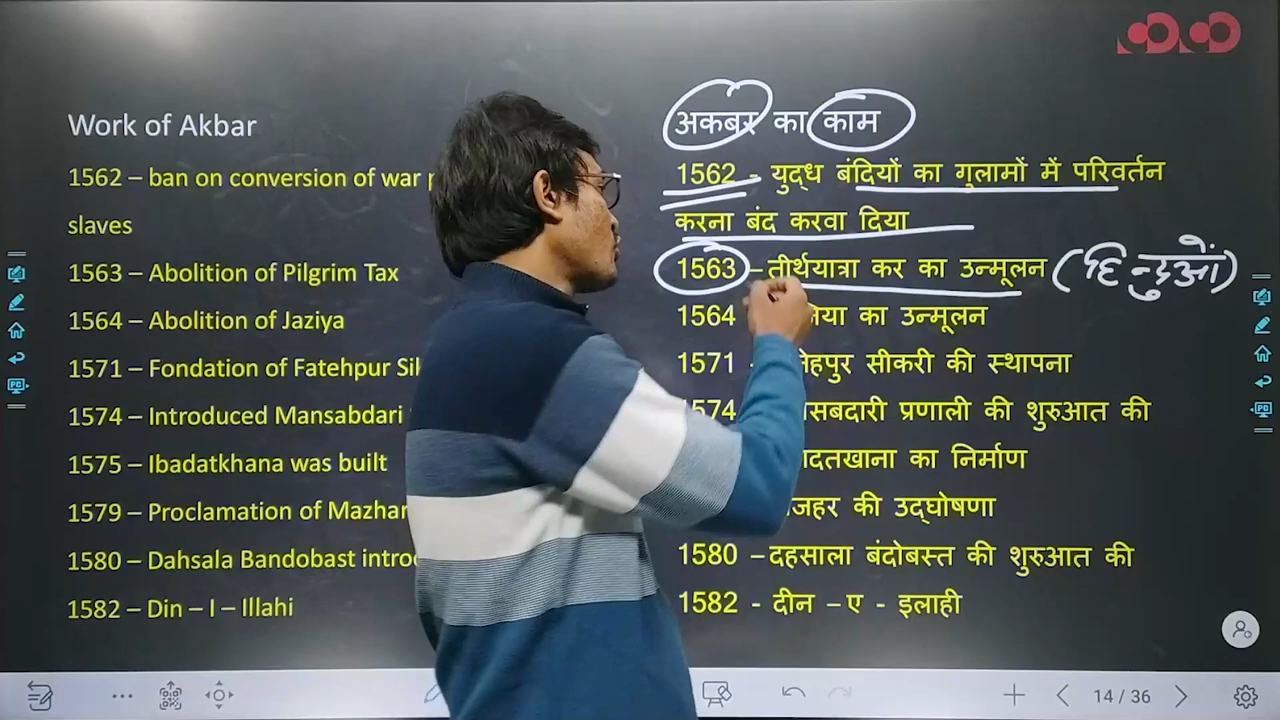 Work of Akbar
1562 – ban on conversion of war
slaves
1563 – Abolition of Pilgrim Tax
1564 – Abolition of Jaziya
1571 – Fondation of Fatehpur
1574 – Introduced Mansabdari
1575 – Ibadatkhana was built
1579 – Proclamation of
1580 – Dahsala Bandobast
1582 – Din – I – Illahi
अकबर का काम
1562 - युद्ध बंदियों का गुलामों में परिवर्तन
करना बंद करवा दिया
1563 – तीर्थयात्रा कर का उन्मूलन (हिन्दुओं)
1564 का उन्मूलन
1571 - सीकरी की स्थापना
प्रणाली की शुरुआत की
का निर्माण
की उद्घोषणा
1580 – दहसाला बंदोबस्त की शुरुआत की
1582 - दीन – ए - इलाही
14 / 36